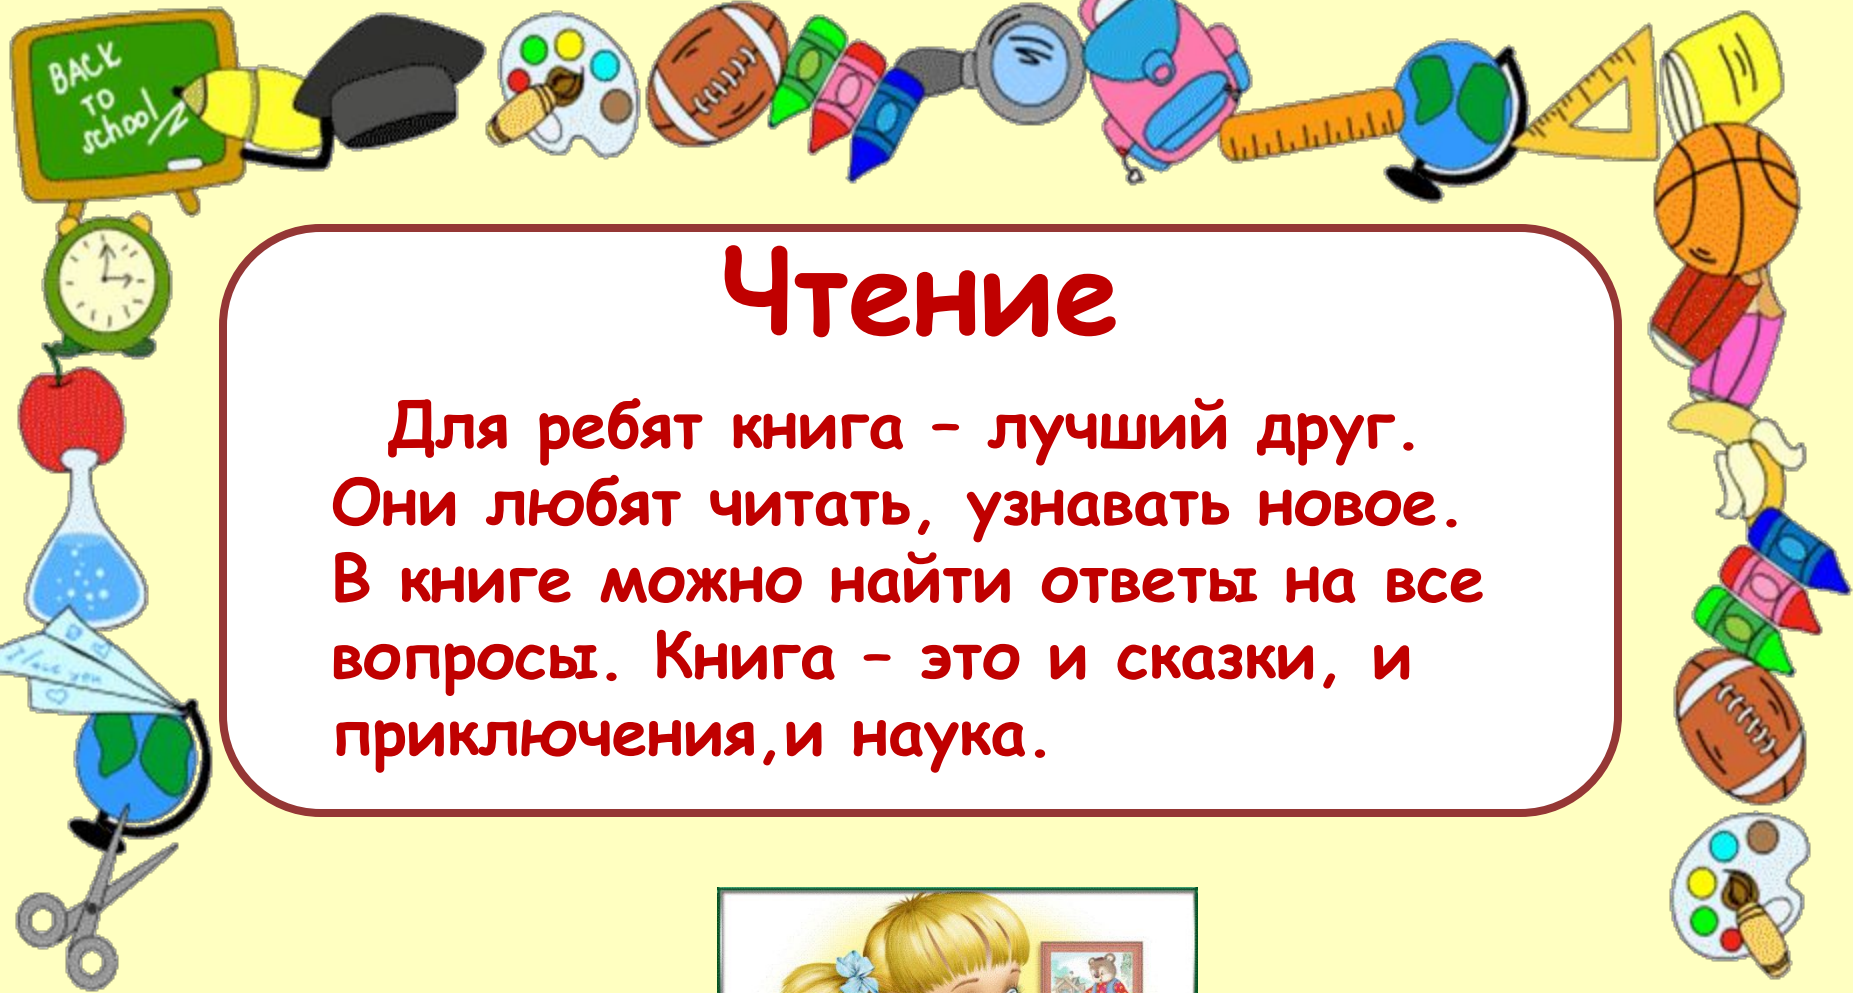 BACK
TO
school
Чтение
Для ребят книга – лучший друг.
Они любят читать, узнавать новое.
В книге можно найти ответы на все
вопросы. Книга – это и сказки, и
приключения,и наука.
you